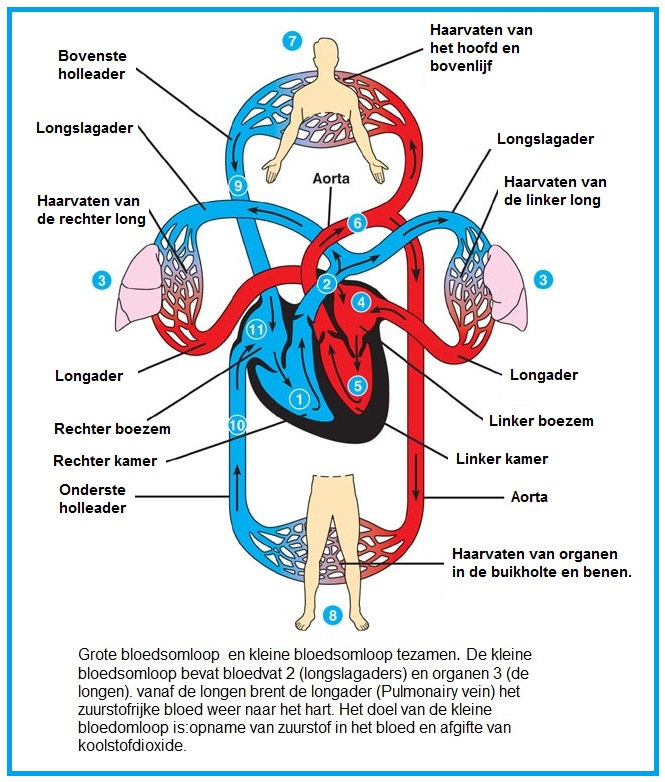 7
Haarvaten van
het hoofd en
bovenlijf
Bovenste
holleader
Longslagader
Longslagader
9
Aorta
Haarvaten van
de rechter long
Haarvaten van
de linker long
6
3
2
3
4
11
Longader
Longader
5
1
Linker boezem
Rechter boezem
10
Rechter kamer
Linker kamer
Onderste
holleader
Aorta
Haarvaten van organen
in de buikholte en benen.
8
Grote bloedsomloop en kleine bloedsomloop tezamen. De kleine
bloedsomloop bevat bloedvat 2 (longslagaders) en organen 3 (de
longen). vanaf de longen brent de longader (Pulmonairy vein) het
zuurstofrijke bloed weer naar het hart. Het doel van de kleine
bloedomloop is:opname van zuurstof in het bloed en afgifte van
koolstofdioxide.